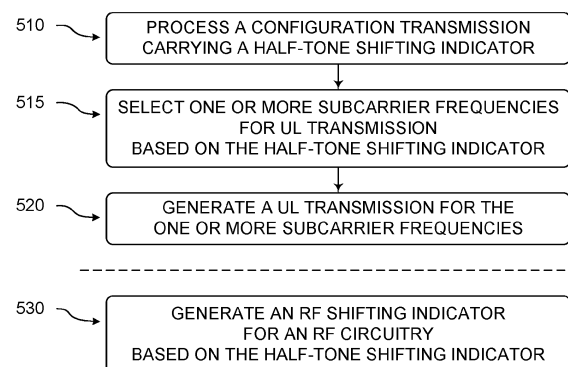 510
PROCESS A CONFIGURATION TRANSMISSION
CARRYING A HALF-TONE SHIFTING INDICATOR
515
SELECT ONE OR MORE SUBCARRIER FREQUENCIES
FOR UL TRANSMISSION
BASED ON THE HALF-TONE SHIFTING INDICATOR
520
GENERATE A UL TRANSMISSION FOR THE
ONE OR MORE SUBCARRIER FREQUENCIES
530
GENERATE AN RF SHIFTING INDICATOR
FOR AN RF CIRCUITRY
BASED ON THE HALF-TONE SHIFTING INDICATOR